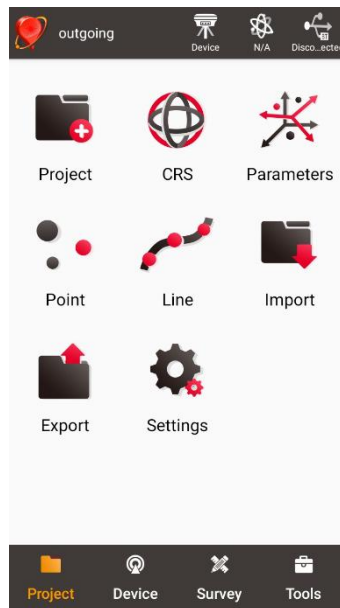 outgoing
Device N/A Disco...ected
Project CRS Parameters
Point Line Import
Export Settings
Project Device Survey Tools